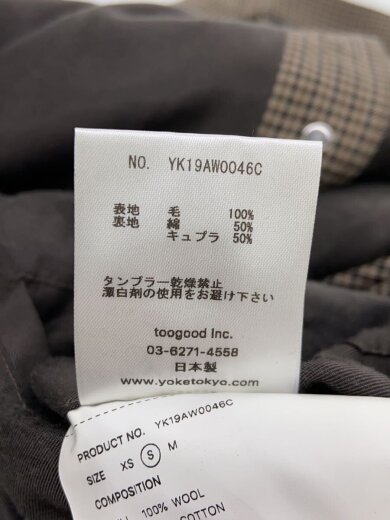 NO. YK19AW0046C
表地 毛 100%
裏地 綿 50%
キュプラ 50%
タンブラー乾燥禁止
漂白剤の使用をお避け下さい
toogood Inc.
03-6271-4558
日本製
www.yoketokyo.com
PRODUCT NO. YK19AW0046C
SIZE XS S M
COMPOSITION
100% WOOL
COTTON